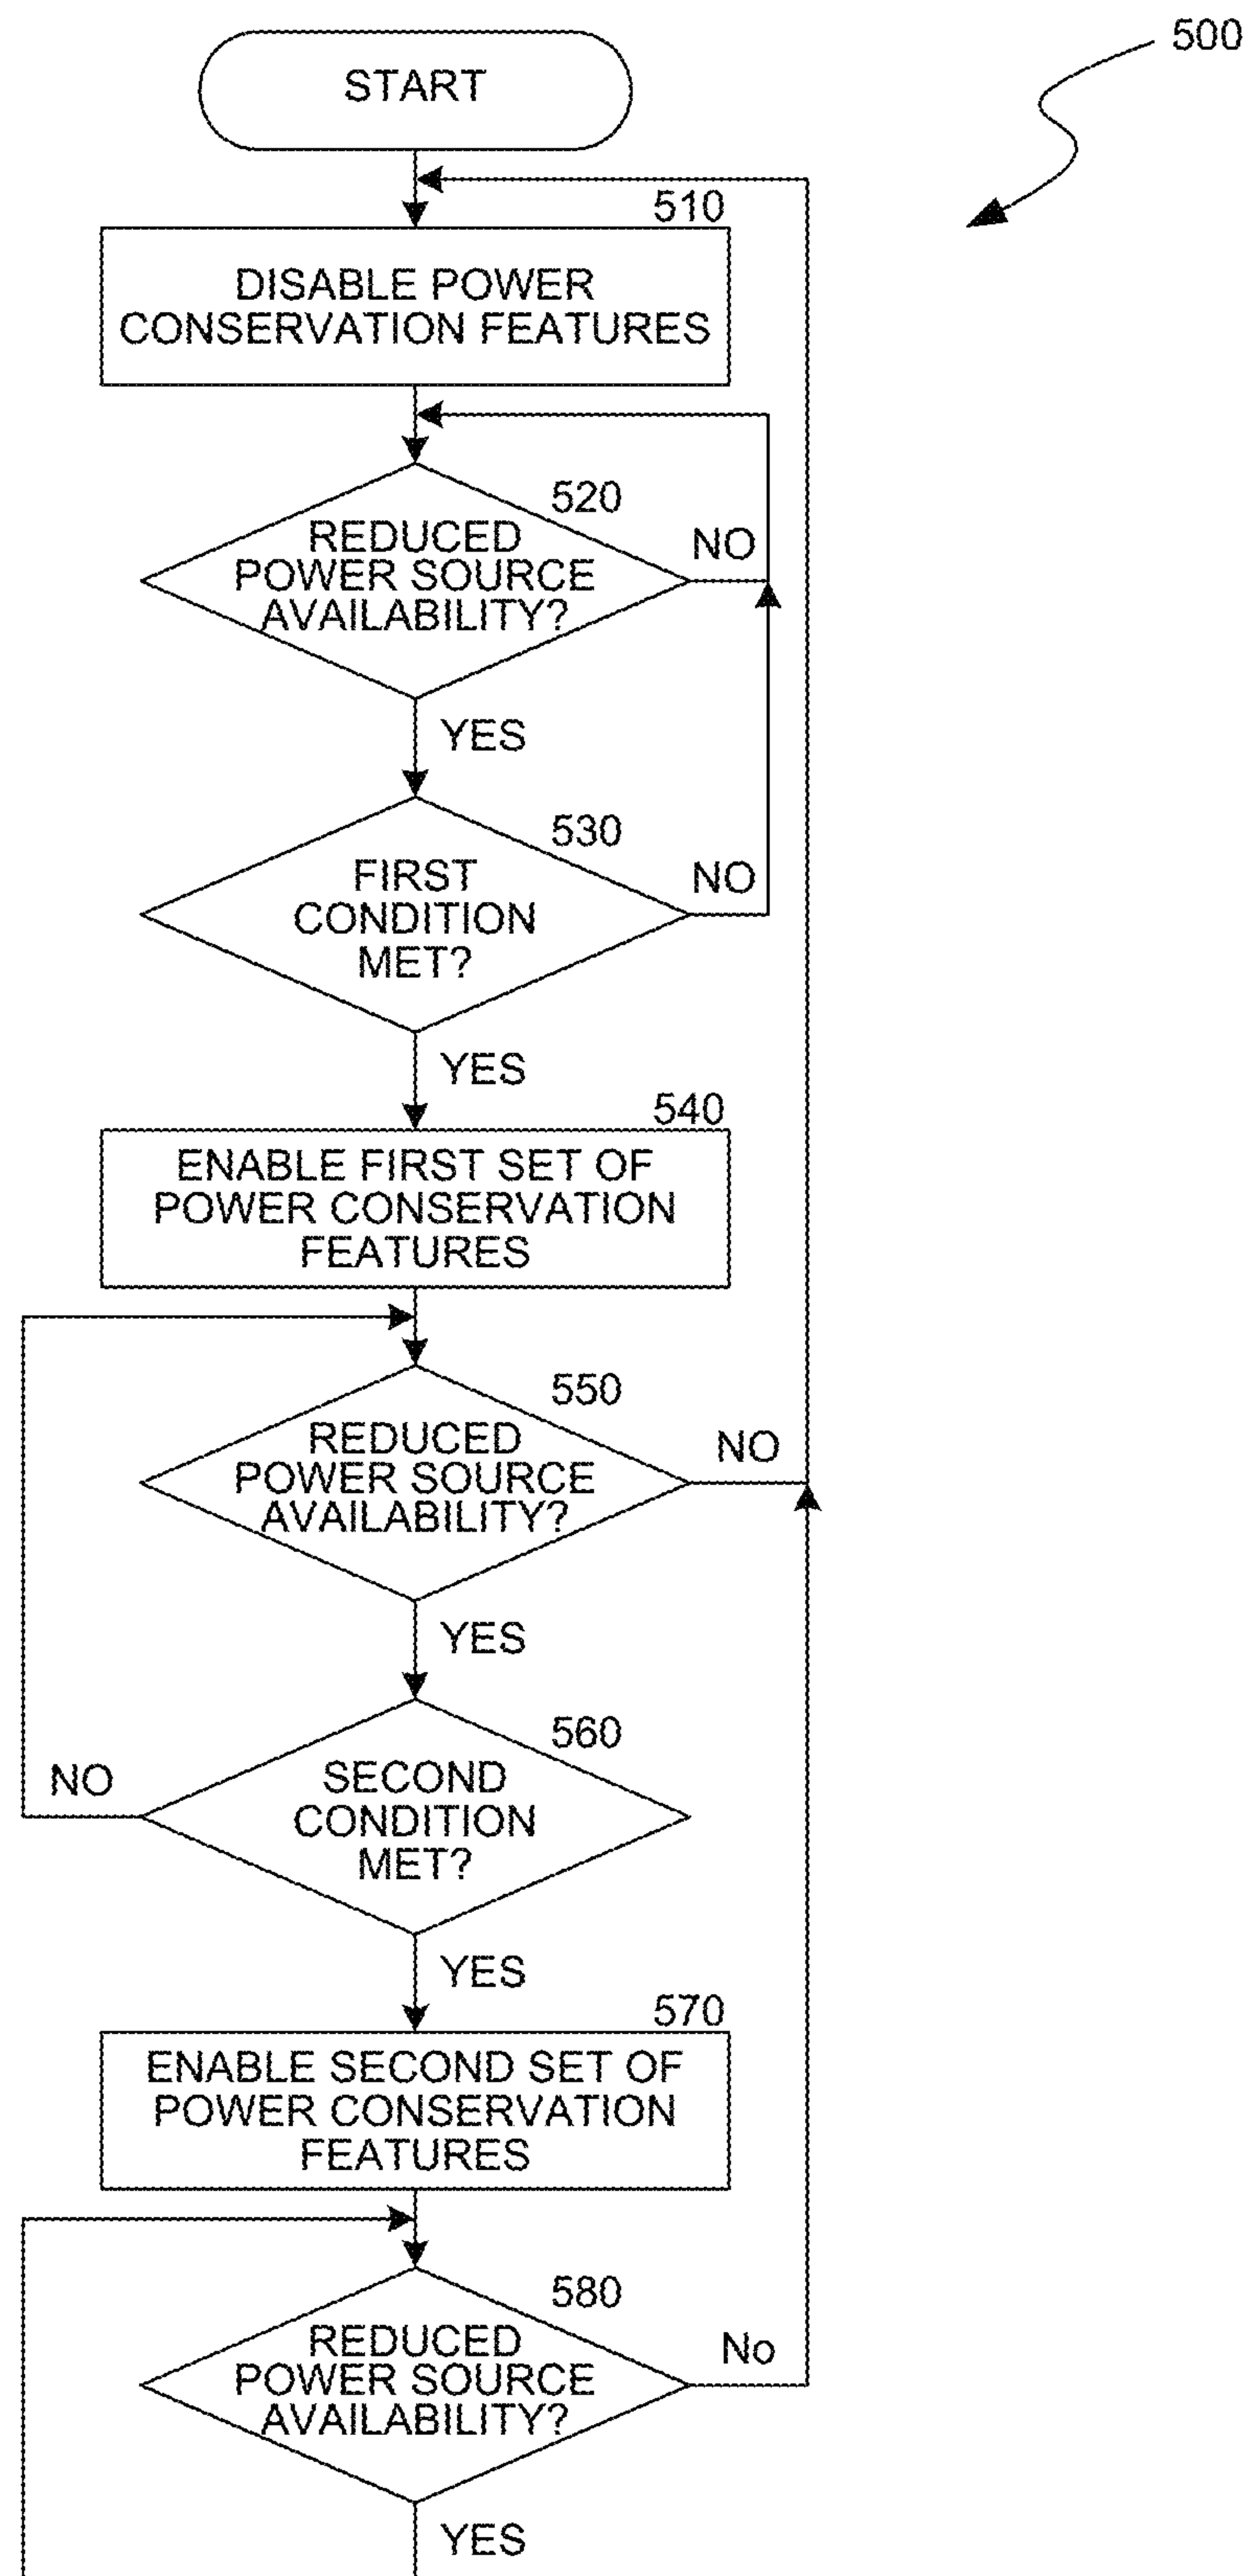 500
START
510
DISABLE POWER
CONSERVATION FEATURES
520
REDUCED
POWER SOURCE
AVAILABILITY?
NO
YES
530
FIRST
CONDITION
MET?
NO
YES
540
ENABLE FIRST SET OF
POWER CONSERVATION
FEATURES
550
REDUCED
POWER SOURCE
AVAILABILITY?
NO
YES
560
SECOND
CONDITION
MET?
NO
YES
570
ENABLE SECOND SET OF
POWER CONSERVATION
FEATURES
580
REDUCED
POWER SOURCE
AVAILABILITY?
No
YES